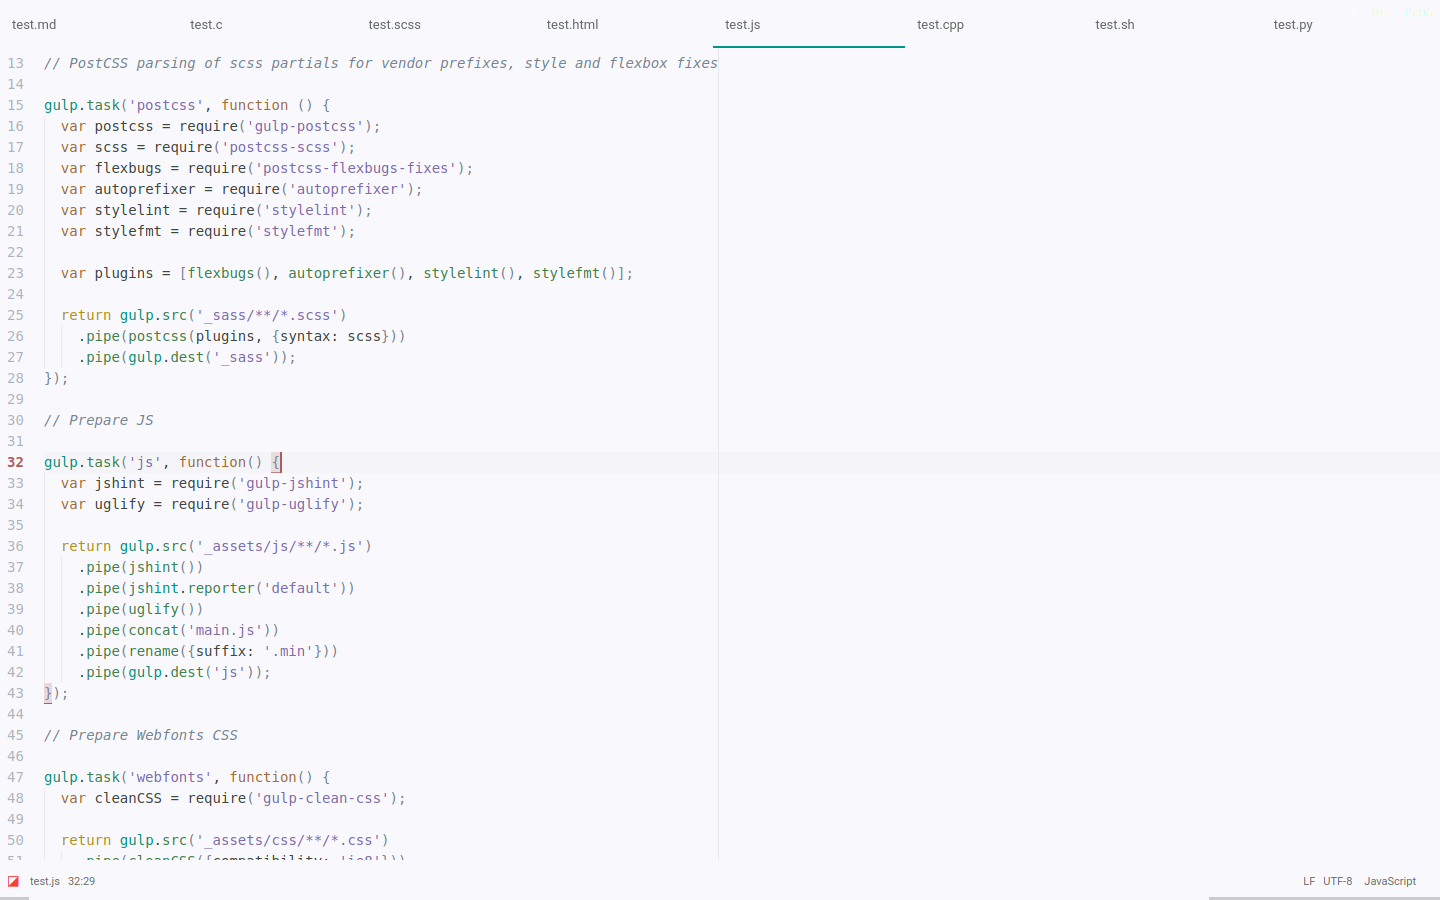 test.md test.c test.scss test.html test.js test.cpp test.sh test.py
13 // PostCSS parsing of scss partials for vendor prefixes, style and flexbox fixes
14
15 gulp.task('postcss', function () {
16   var postcss = require('gulp-postcss');
17   var scss = require('postcss-scss');
18   var flexbugs = require('postcss-flexbugs-fixes');
19   var autoprefixer = require('autoprefixer');
20   var stylelint = require('stylelint');
21   var stylefmt = require('stylefmt');
22
23   var plugins = [flexbugs(), autoprefixer(), stylelint(), stylefmt()];
24
25   return gulp.src('_sass/**/*.scss')
26     .pipe(postcss(plugins, {syntax: scss}))
27     .pipe(gulp.dest('_sass'));
28 });
29
30 // Prepare JS
31
32 gulp.task('js', function() {
33   var jshint = require('gulp-jshint');
34   var uglify = require('gulp-uglify');
35
36   return gulp.src('_assets/js/**/*.js')
37     .pipe(jshint())
38     .pipe(jshint.reporter('default'))
39     .pipe(uglify())
40     .pipe(concat('main.js'))
41     .pipe(rename({suffix: '.min'}))
42     .pipe(gulp.dest('js'));
43 });
44
45 // Prepare Webfonts CSS
46
47 gulp.task('webfonts', function() {
48   var cleanCSS = require('gulp-clean-css');
49
50   return gulp.src('_assets/css/**/*.css')
51     .pipe(cleanCSS({compatibility: 'ie8'}))
test.js 32:29 LF UTF-8 JavaScript